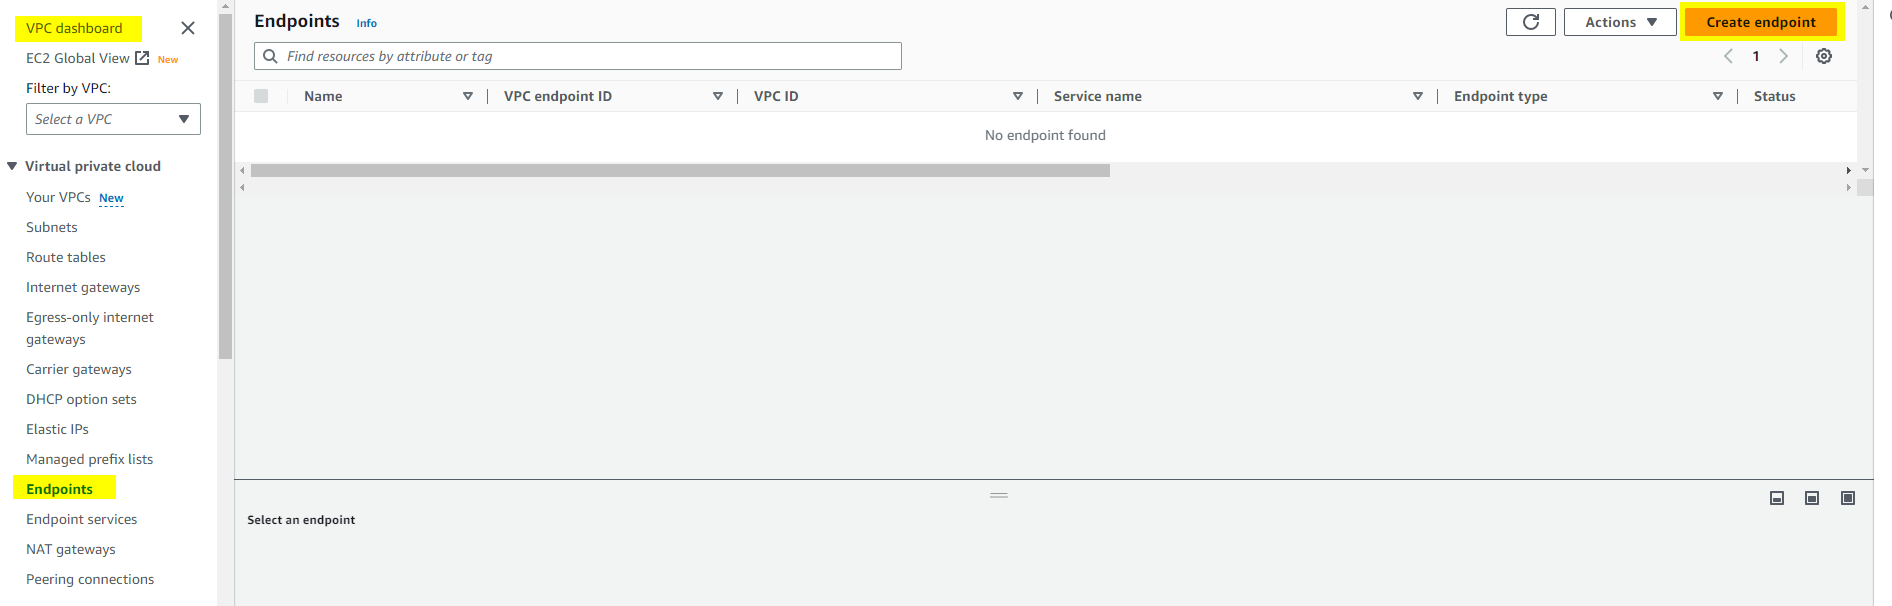 VPC dashboard
EC2 Global View New
Filter by VPC:
Select a VPC
Virtual private cloud
Your VPCs New
Subnets
Route tables
Internet gateways
Egress-only internet
gateways
Carrier gateways
DHCP option sets
Elastic IPs
Managed prefix lists
Endpoints
Endpoint services
NAT gateways
Peering connections
Endpoints Info
Actions
Create endpoint
Find resources by attribute or tag
1
Name VPC endpoint ID VPC ID Service name Endpoint type Status
No endpoint found
Select an endpoint